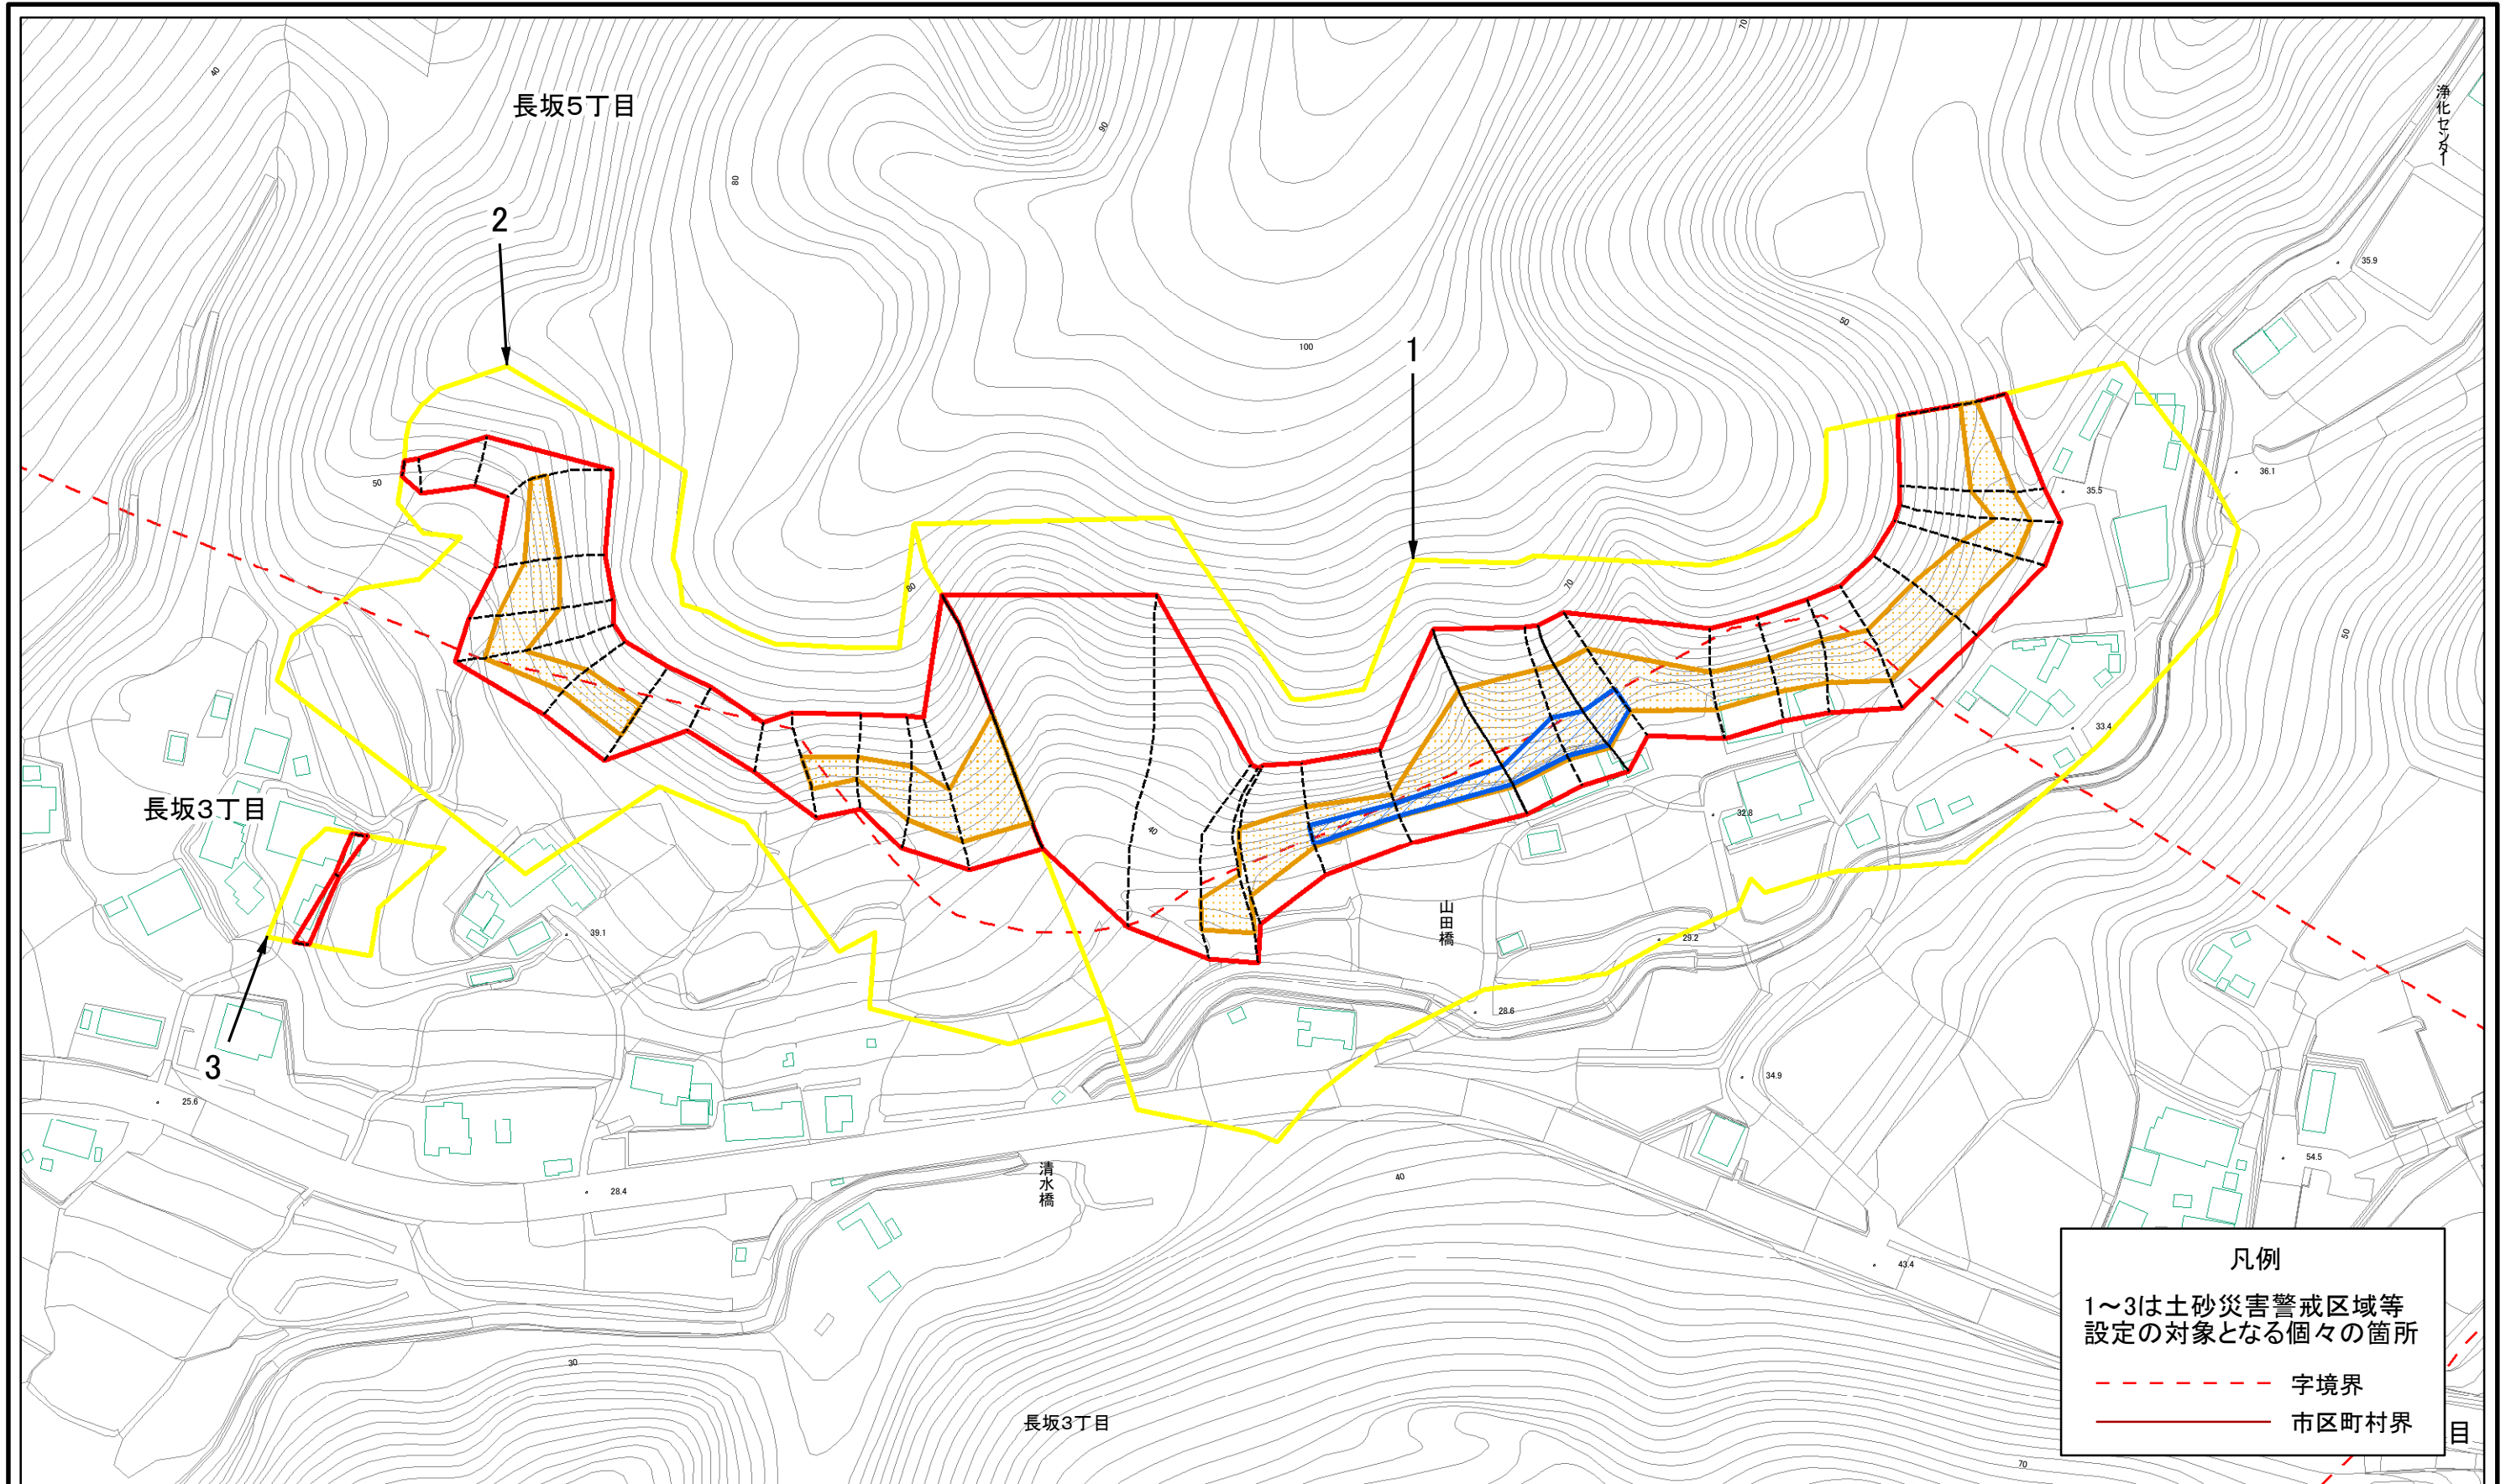 長坂5丁目
浄化センター
2
1
3
長坂3丁目
山田橋
清水橋
長坂3丁目
40
80
90
70
100
50
50
80
70
40
50
35.9
36.1
35.5
33.4
32.8
29.2
28.6
34.9
39.1
25.6
28.4
54.5
43.4
40
30
70
凡例
1～3は土砂災害警戒区域等
設定の対象となる個々の箇所
字境界
市区町村界
目